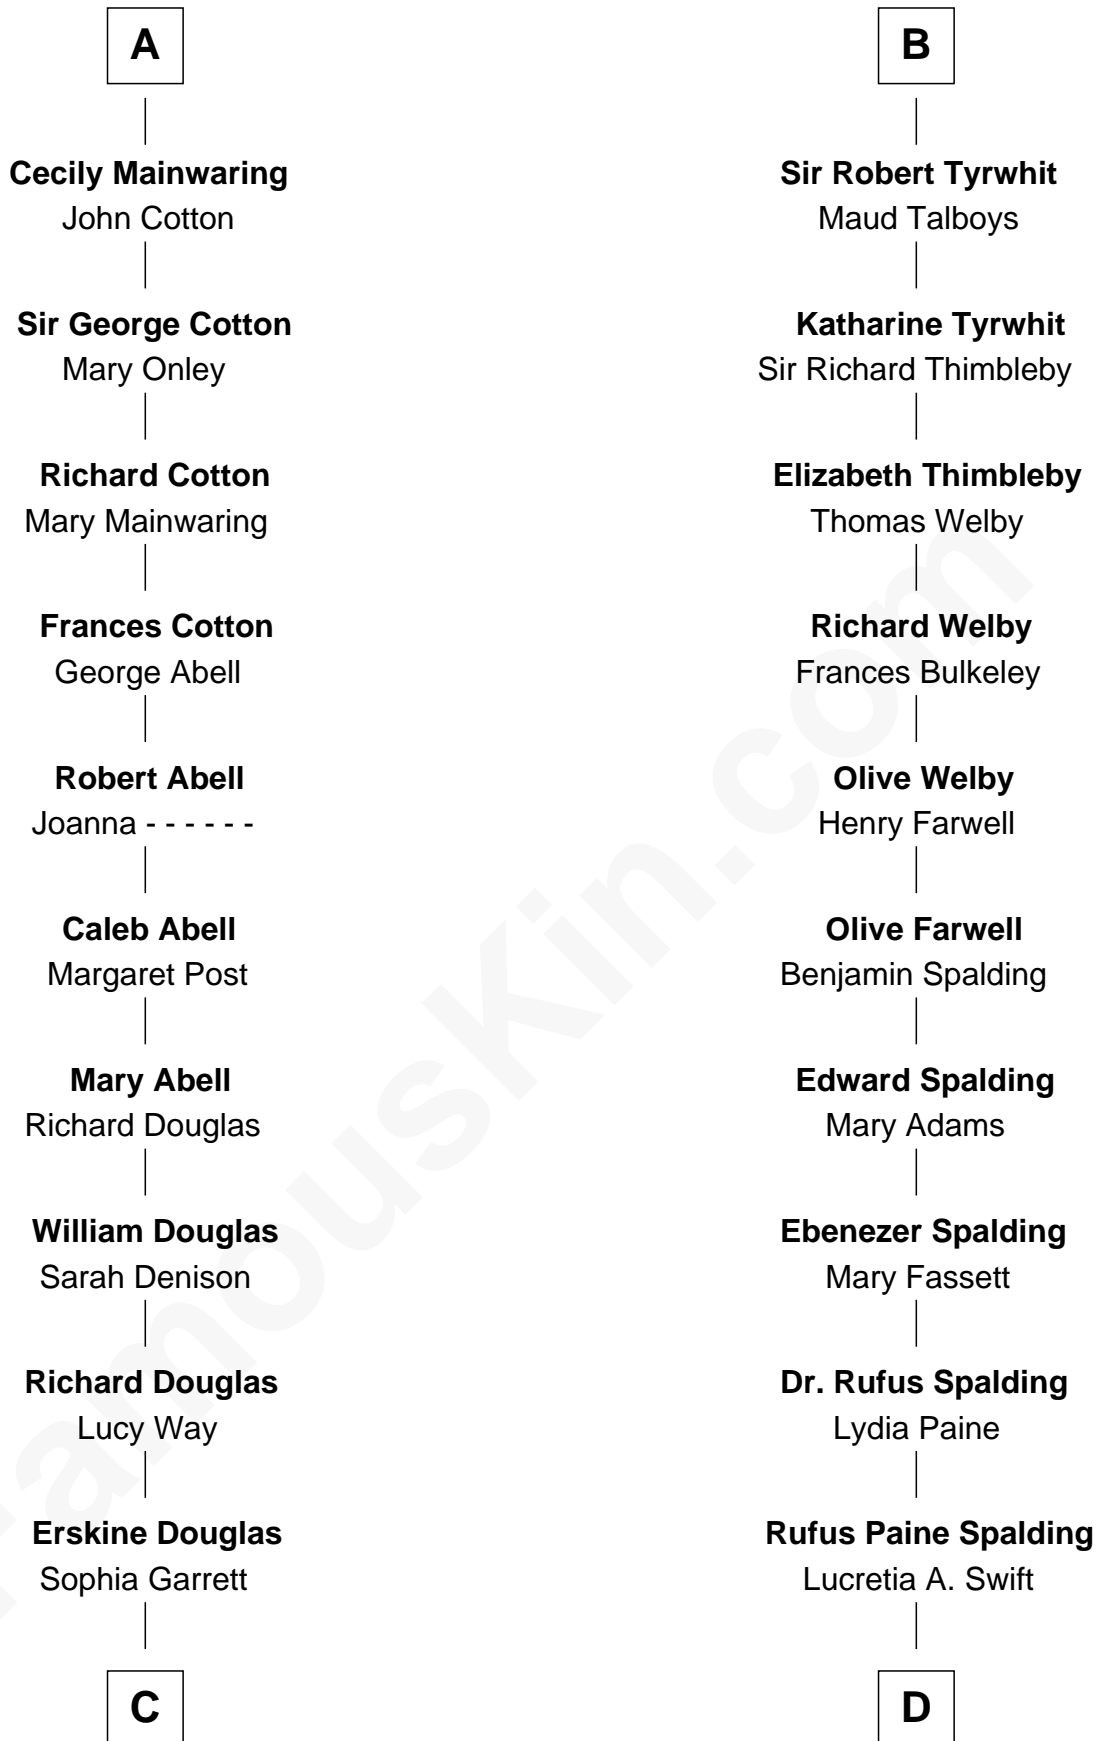 A
Cecily Mainwaring
John Cotton
Sir George Cotton
Mary Onley
Richard Cotton
Mary Mainwaring
Frances Cotton
George Abell
Robert Abell
Joanna - - - - - -
Caleb Abell
Margaret Post
Mary Abell
Richard Douglas
William Douglas
Sarah Denison
Richard Douglas
Lucy Way
Erskine Douglas
Sophia Garrett
C
B
Sir Robert Tyrwhit
Maud Talboys
Katharine Tyrwhit
Sir Richard Thimbleby
Elizabeth Thimbleby
Thomas Welby
Richard Welby
Frances Bulkeley
Olive Welby
Henry Farwell
Olive Farwell
Benjamin Spalding
Edward Spalding
Mary Adams
Ebenezer Spalding
Mary Fassett
Dr. Rufus Spalding
Lydia Paine
Rufus Paine Spalding
Lucretia A. Swift
D
FamousKin.com